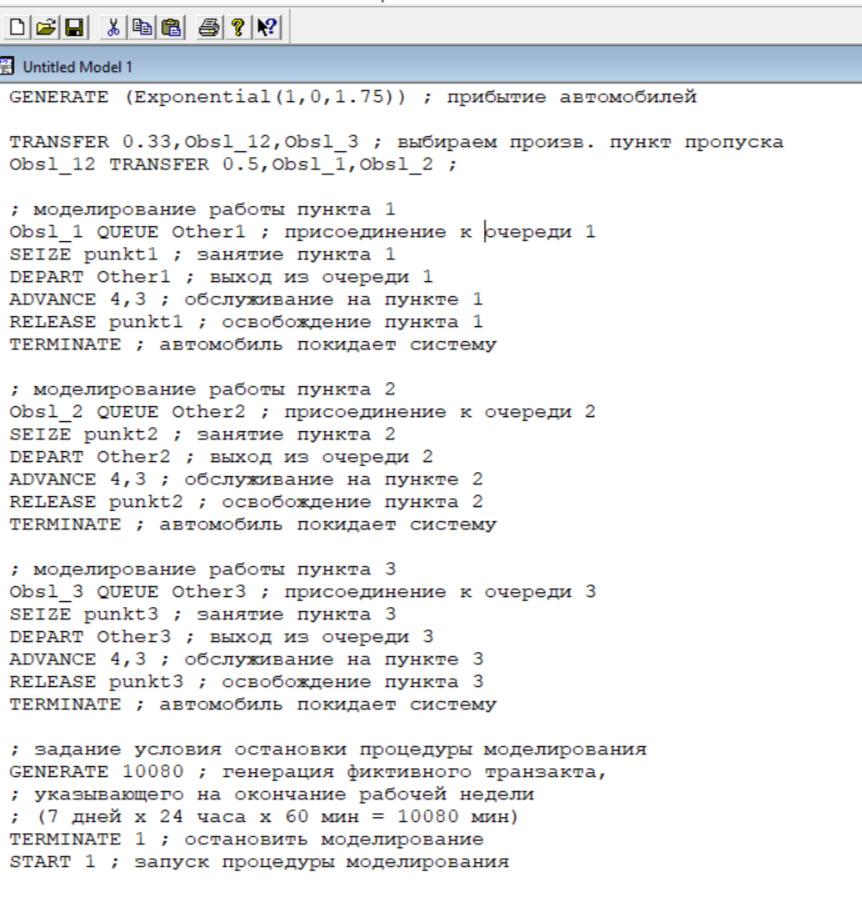 Untitled Model 1
GENERATE (Exponential(1,0,1.75)) ; прибытие автомобилей
TRANSFER 0.33,Obsl_12,Obsl_3 ; выбираем произв. пункт пропуска
Obsl_12 TRANSFER 0.5,Obsl_1,Obsl_2 ;
; моделирование работы пункта 1
Obsl_1 QUEUE Other1 ; присоединение к очереди 1
SEIZE punkt1 ; занятие пункта 1
DEPART Other1 ; выход из очереди 1
ADVANCE 4,3 ; обслуживание на пункте 1
RELEASE punkt1 ; освобождение пункта 1
TERMINATE ; автомобиль покидает систему
; моделирование работы пункта 2
Obsl_2 QUEUE Other2 ; присоединение к очереди 2
SEIZE punkt2 ; занятие пункта 2
DEPART Other2 ; выход из очереди 2
ADVANCE 4,3 ; обслуживание на пункте 2
RELEASE punkt2 ; освобождение пункта 2
TERMINATE ; автомобиль покидает систему
; моделирование работы пункта 3
Obsl_3 QUEUE Other3 ; присоединение к очереди 3
SEIZE punkt3 ; занятие пункта 3
DEPART Other3 ; выход из очереди 3
ADVANCE 4,3 ; обслуживание на пункте 3
RELEASE punkt3 ; освобождение пункта 3
TERMINATE ; автомобиль покидает систему
; задание условия остановки процедуры моделирования
GENERATE 10080 ; генерация фиктивного транзакта,
; указывающего на окончание рабочей недели
; (7 дней х 24 часа х 60 мин = 10080 мин)
TERMINATE 1 ; остановить моделирование
START 1 ; запуск процедуры моделирования